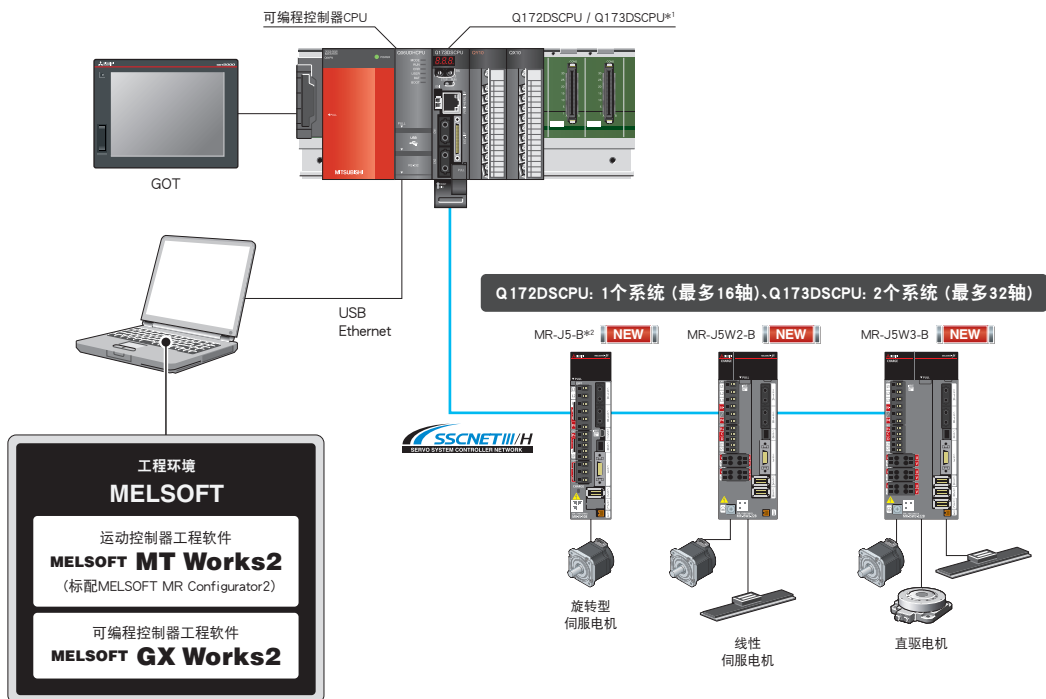 可编程控制器CPU
Q172DSCPU / Q173DSCPU*1
GOT
MITSUBISHI
USB
Ethernet
Q172DSCPU: 1个系统 (最多16轴)、Q173DSCPU: 2个系统 (最多32轴)
MR-J5-B*2 NEW
MR-J5W2-B NEW
MR-J5W3-B NEW
SSCNETIII/H
SERVO SYSTEM CONTROLLER NETWORK
工程环境
MELSOFT
运动控制器工程软件
MELSOFT MT Works2
(标配MELSOFT MR Configurator2)
可编程控制器工程软件
MELSOFT GX Works2
旋转型
伺服电机
线性
伺服电机
直驱电机